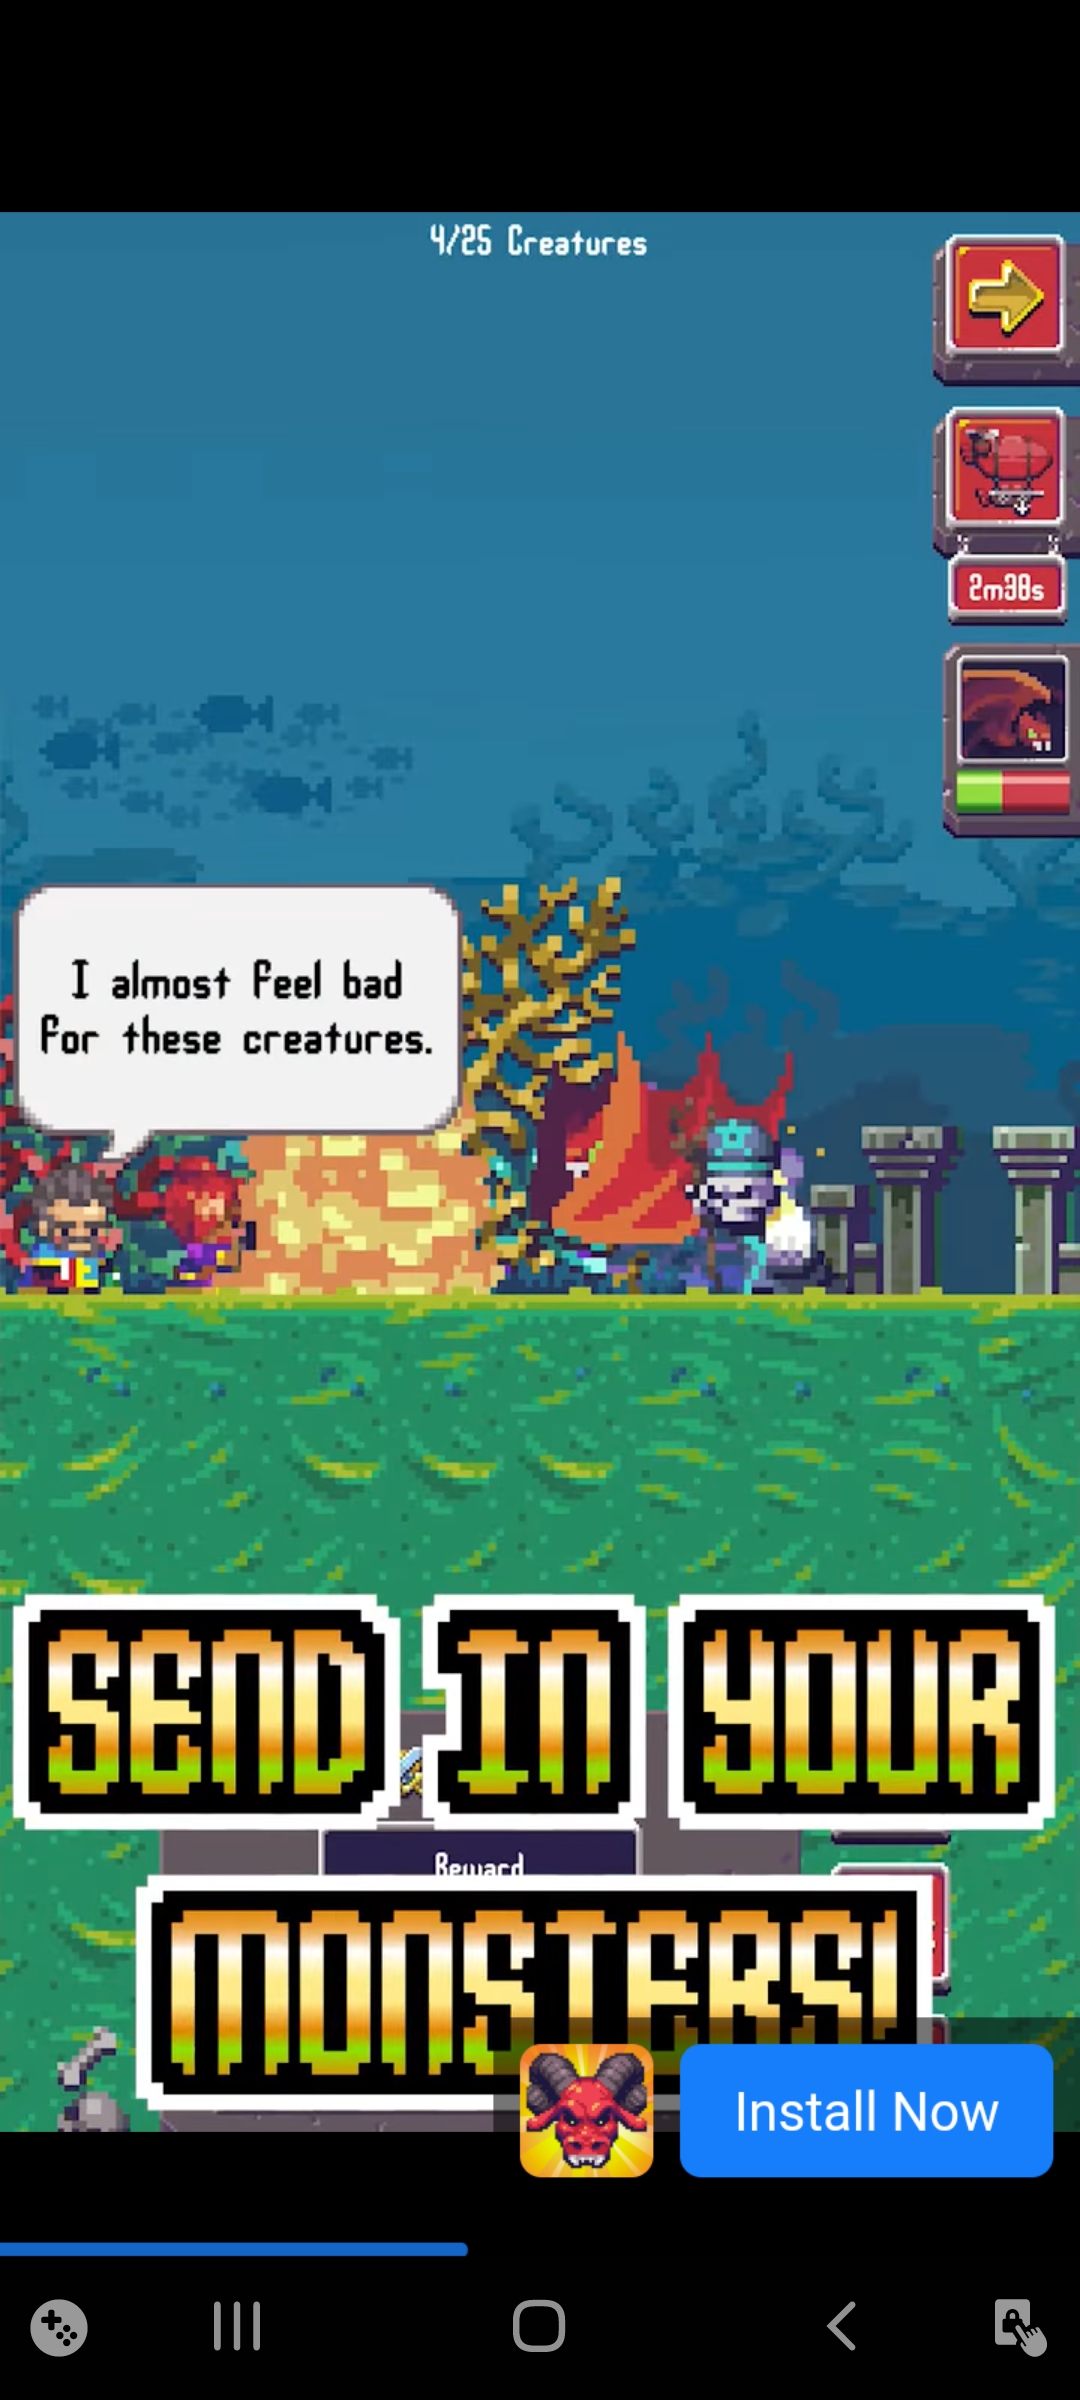 4/25 Creatures
2m38s
I almost feel bad
for these creatures.
SEND IN YOUR
Reward
MONSTERS!
Install Now